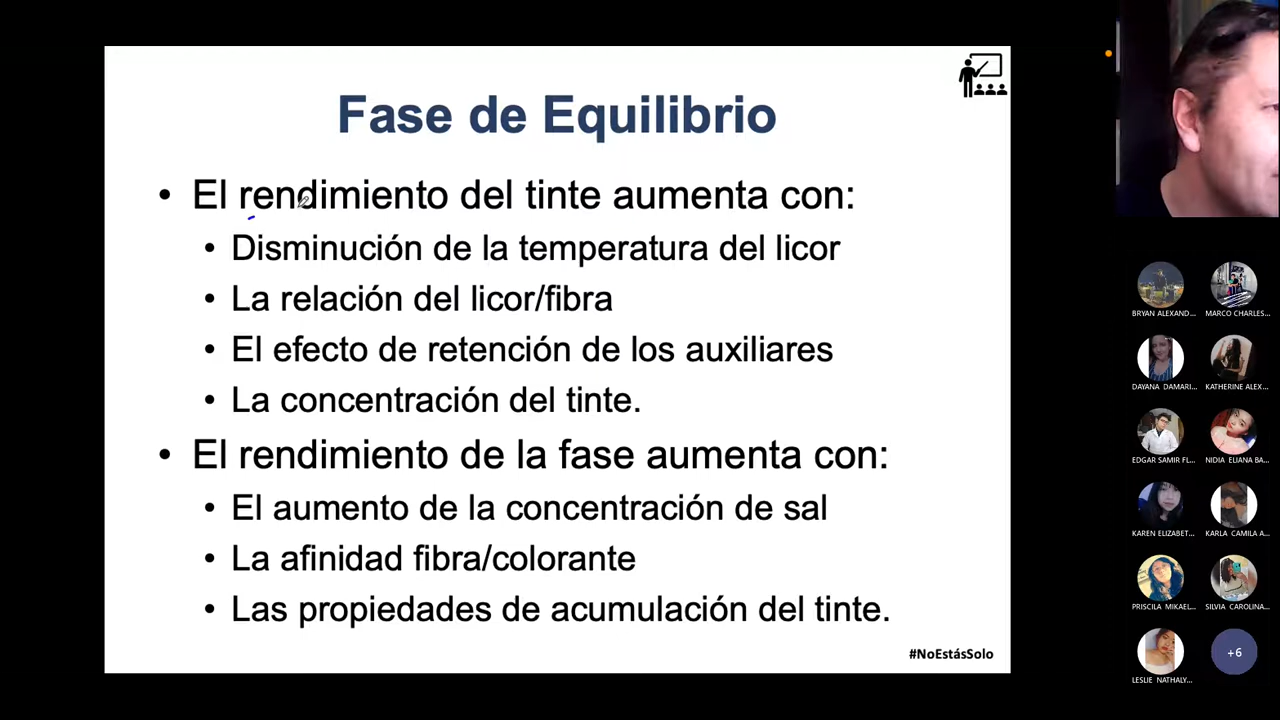 Fase de Equilibrio
• El rendimiento del tinte aumenta con:
• Disminución de la temperatura del licor
• La relación del licor/fibra
• El efecto de retención de los auxiliares
• La concentración del tinte.
• El rendimiento de la fase aumenta con:
• El aumento de la concentración de sal
• La afinidad fibra/colorante
• Las propiedades de acumulación del tinte.
#NoEstásSolo
BRYAN ALEXAND...
MARCO CHARLES...
DAYANA DAMARI...
KATHERINE ALEX...
EDGAR SAMIR FL...
NIDIA ELIANA BA...
KAREN ELIZABET...
KARLA CAMILA A...
PRISCILA MIKAEL...
SILVIA CAROLINA...
LESLIE NATHALY...
+6